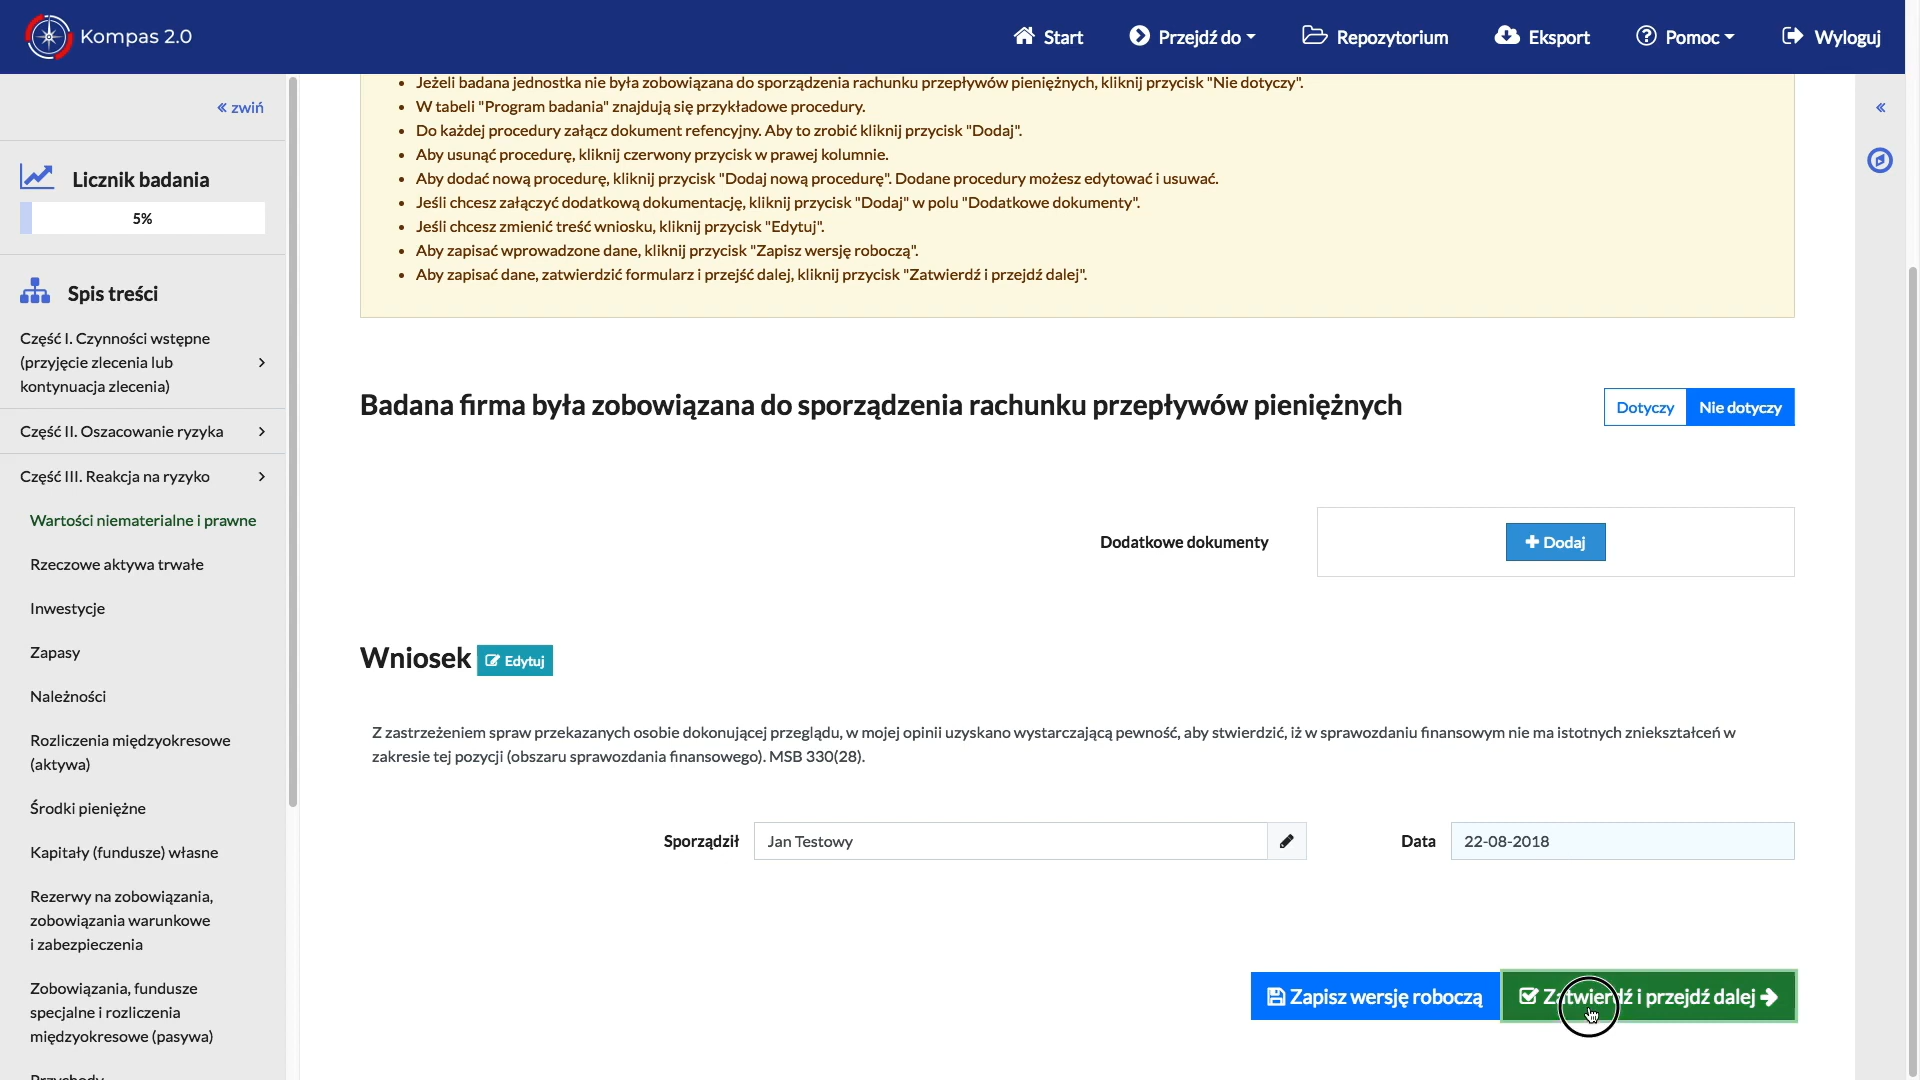 Kompas 2.0
Start
Przejdź do
Repozytorium
Eksport
Pomoc
Wyloguj
« zwiń
Licznik badania
5%
Spis treści
Część I. Czynności wstępne
(przyjęcie zlecenia lub
kontynuacja zlecenia)
Część II. Oszacowanie ryzyka
Część III. Reakcja na ryzyko
Wartości niematerialne i prawne
Rzeczowe aktywa trwałe
Inwestycje
Zapasy
Należności
Rozliczenia międzyokresowe
(aktywa)
Środki pieniężne
Kapitały (fundusze) własne
Rezerwy na zobowiązania,
zobowiązania warunkowe
i zabezpieczenia
Zobowiązania, fundusze
specjalne i rozliczenia
międzyokresowe (pasywa)
Przychody
• Jeżeli badana jednostka nie była zobowiązana do sporządzenia rachunku przepływów pieniężnych, kliknij przycisk "Nie dotyczy".
• W tabeli "Program badania" znajdują się przykładowe procedury.
• Do każdej procedury załącz dokument refencyjny. Aby to zrobić kliknij przycisk "Dodaj".
• Aby usunąć procedurę, kliknij czerwony przycisk w prawej kolumnie.
• Aby dodać nową procedurę, kliknij przycisk "Dodaj nową procedurę". Dodane procedury możesz edytować i usuwać.
• Jeśli chcesz załączyć dodatkową dokumentację, kliknij przycisk "Dodaj" w polu "Dodatkowe dokumenty".
• Jeśli chcesz zmienić treść wniosku, kliknij przycisk "Edytuj".
• Aby zapisać wprowadzone dane, kliknij przycisk "Zapisz wersję roboczą".
• Aby zapisać dane, zatwierdzić formularz i przejść dalej, kliknij przycisk "Zatwierdź i przejdź dalej".
Badana firma była zobowiązana do sporządzenia rachunku przepływów pieniężnych
Dotyczy
Nie dotyczy
Dodatkowe dokumenty
Dodaj
Wniosek
Edytuj
Z zastrzeżeniem spraw przekazanych osobie dokonującej przeglądu, w mojej opinii uzyskano wystarczającą pewność, aby stwierdzić, iż w sprawozdaniu finansowym nie ma istotnych zniekształceń w
zakresie tej pozycji (obszaru sprawozdania finansowego). MSB 330(28).
Sporządził
Jan Testowy
Data
22-08-2018
Zapisz wersję roboczą
Zatwierdź i przejdź dalej